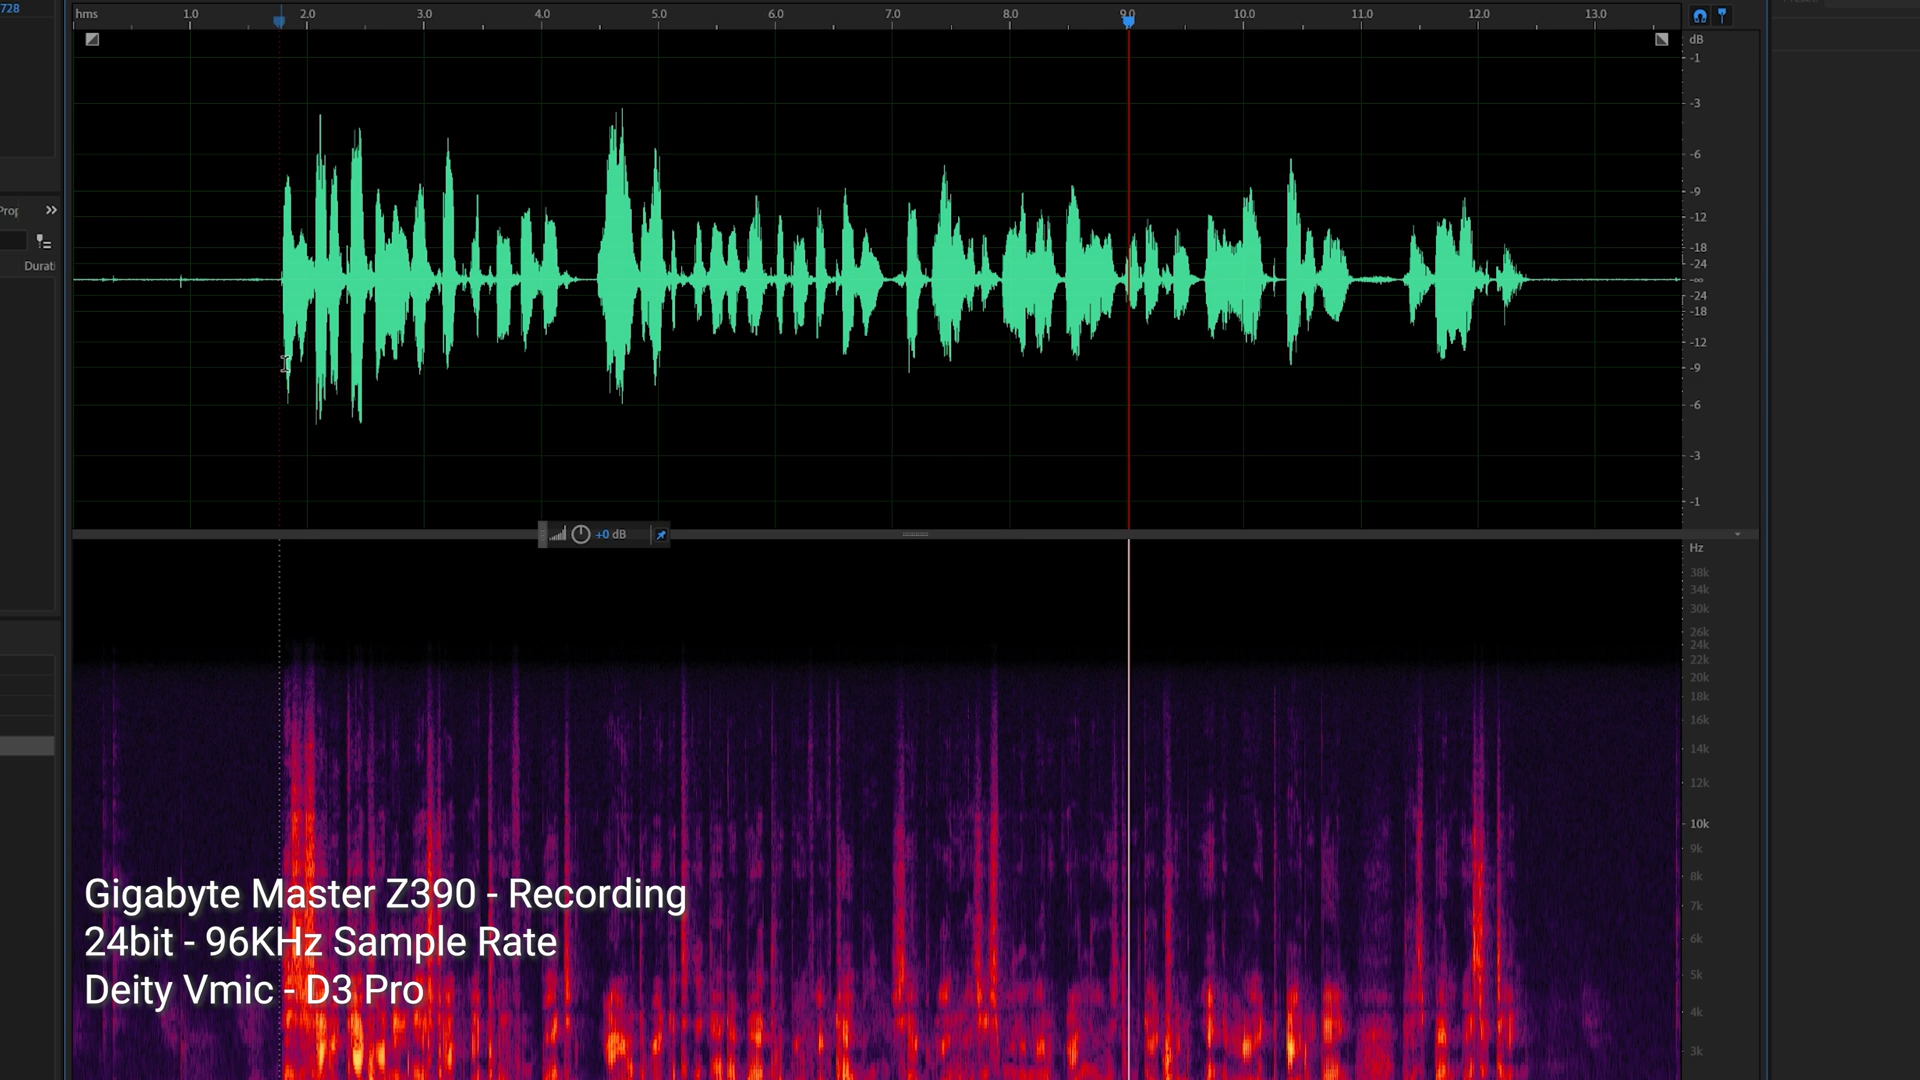 728
hms 1.0 2.0 3.0 4.0 5.0 6.0 7.0 8.0 9.0 10.0 11.0 12.0 13.0
dB
-1
-3
-6
-9
-12
-18
-24
-∞
-24
-18
-12
-9
-6
-3
-1
Prop
Durati
+0 dB
Hz
38k
34k
30k
26k
24k
22k
20k
18k
16k
14k
12k
10k
9k
8k
7k
6k
5k
4k
3k
Gigabyte Master Z390 - Recording
24bit - 96KHz Sample Rate
Deity Vmic - D3 Pro